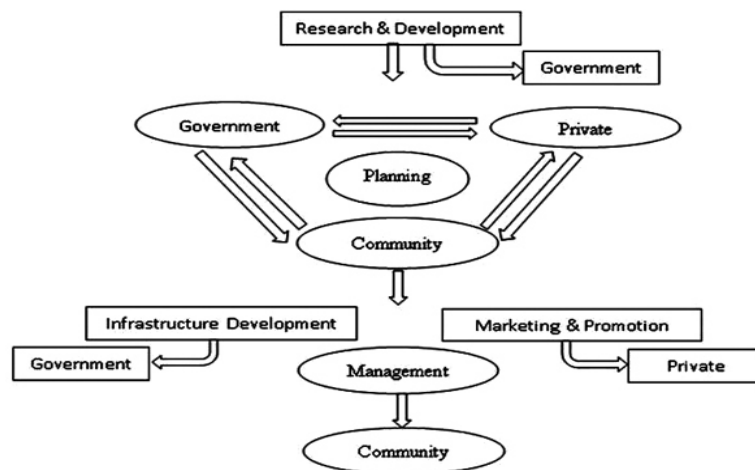 Research & Development
Government
Government
Private
Planning
Community
Infrastructure Development
Marketing & Promotion
Government
Management
Private
Community